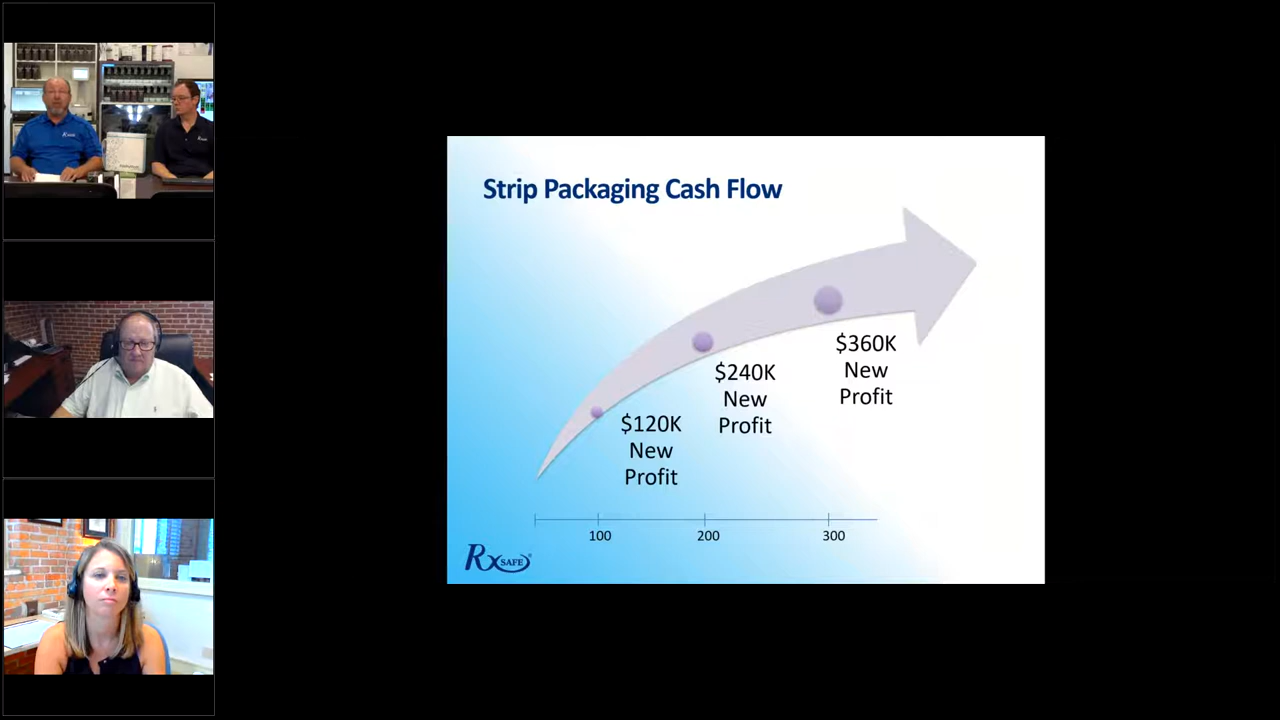 Strip Packaging Cash Flow
$360K
New
Profit
$240K
New
Profit
$120K
New
Profit
100
200
300
Rx SAFE®